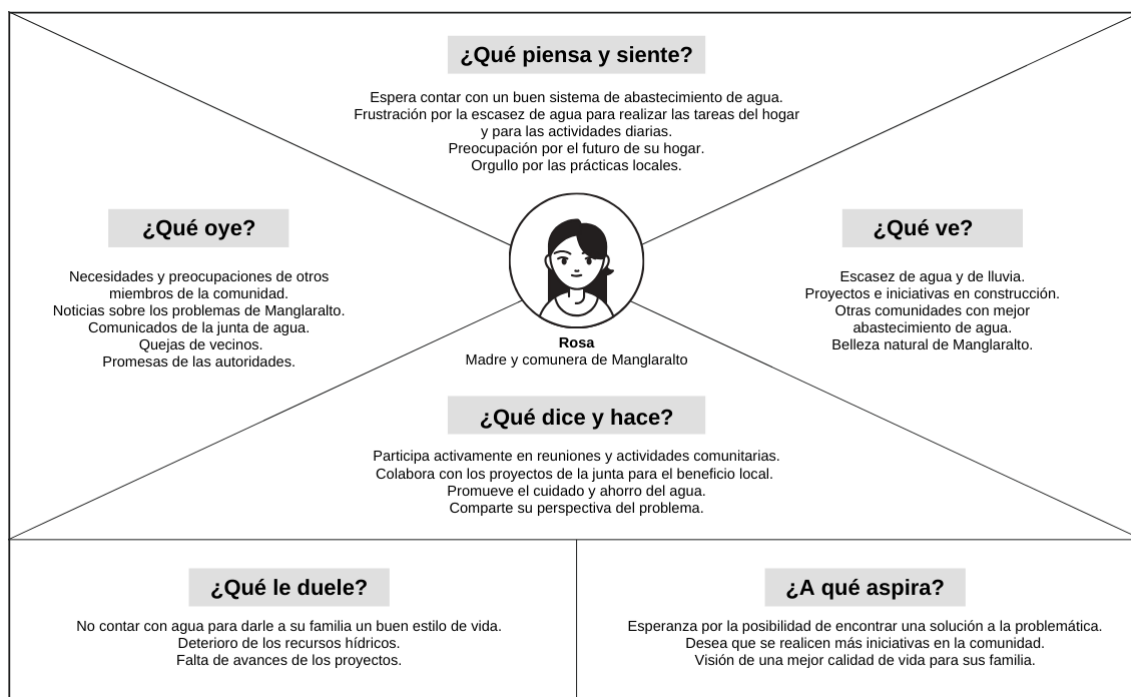 ¿Qué piensa y siente?
Espera contar con un buen sistema de abastecimiento de agua.
Frustración por la escasez de agua para realizar las tareas del hogar
y para las actividades diarias.
Preocupación por el futuro de su hogar.
Orgullo por las prácticas locales.
¿Qué oye?
Necesidades y preocupaciones de otros
miembros de la comunidad.
Noticias sobre los problemas de Manglaralto.
Comunicados de la junta de agua.
Quejas de vecinos.
Promesas de las autoridades.
¿Qué ve?
Escasez de agua y de lluvia.
Proyectos e iniciativas en construcción.
Otras comunidades con mejor
abastecimiento de agua.
Belleza natural de Manglaralto.
Rosa
Madre y comunera de Manglaralto
¿Qué dice y hace?
Participa activamente en reuniones y actividades comunitarias.
Colabora con los proyectos de la junta para el beneficio local.
Promueve el cuidado y ahorro del agua.
Comparte su perspectiva del problema.
¿Qué le duele?
No contar con agua para darle a su familia un buen estilo de vida.
Deterioro de los recursos hídricos.
Falta de avances de los proyectos.
¿A qué aspira?
Esperanza por la posibilidad de encontrar una solución a la problemática.
Desea que se realicen más iniciativas en la comunidad.
Visión de una mejor calidad de vida para sus familia.